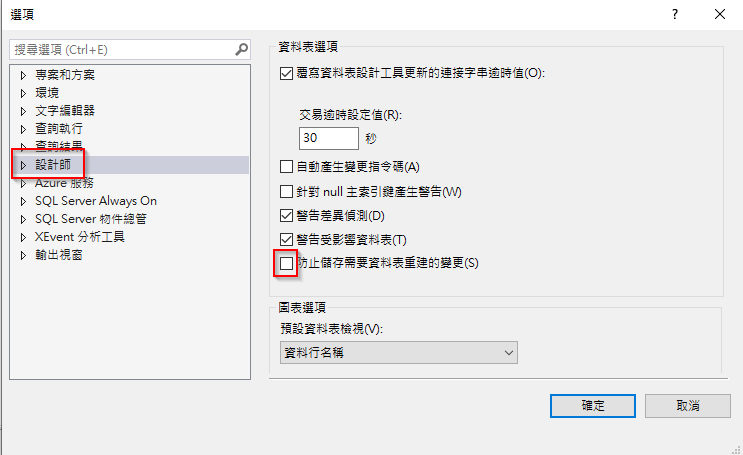 選項
搜尋選項 (Ctrl+E)
專案和方案
環境
文字編輯器
查詢執行
查詢結果
設計師
Azure 服務
SQL Server Always On
SQL Server 物件總管
XEvent 分析工具
輸出視窗
資料表選項
覆寫資料表設計工具更新的連接字串逾時值(O):
交易逾時設定值(R):
30 秒
自動產生變更指令碼(A)
針對 null 主索引鍵產生警告(W)
警告差異偵測(D)
警告受影響資料表(T)
防止儲存需要資料表重建的變更(S)
圖表選項
預設資料表檢視(V):
資料行名稱
確定
取消